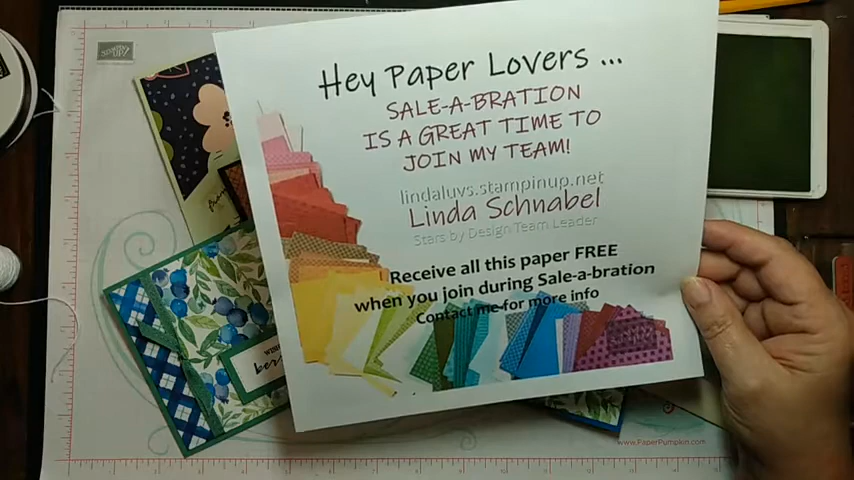 Hey Paper Lovers ...
SALE-A-BRATION
IS A GREAT TIME TO
JOIN MY TEAM!
lindaluvs.stampinup.net
Linda Schnabel
Stars by Design Team Leader
Receive all this paper FREE
when you join during Sale-a-bration
Contact me for more info
www.PaperPumpkin.com